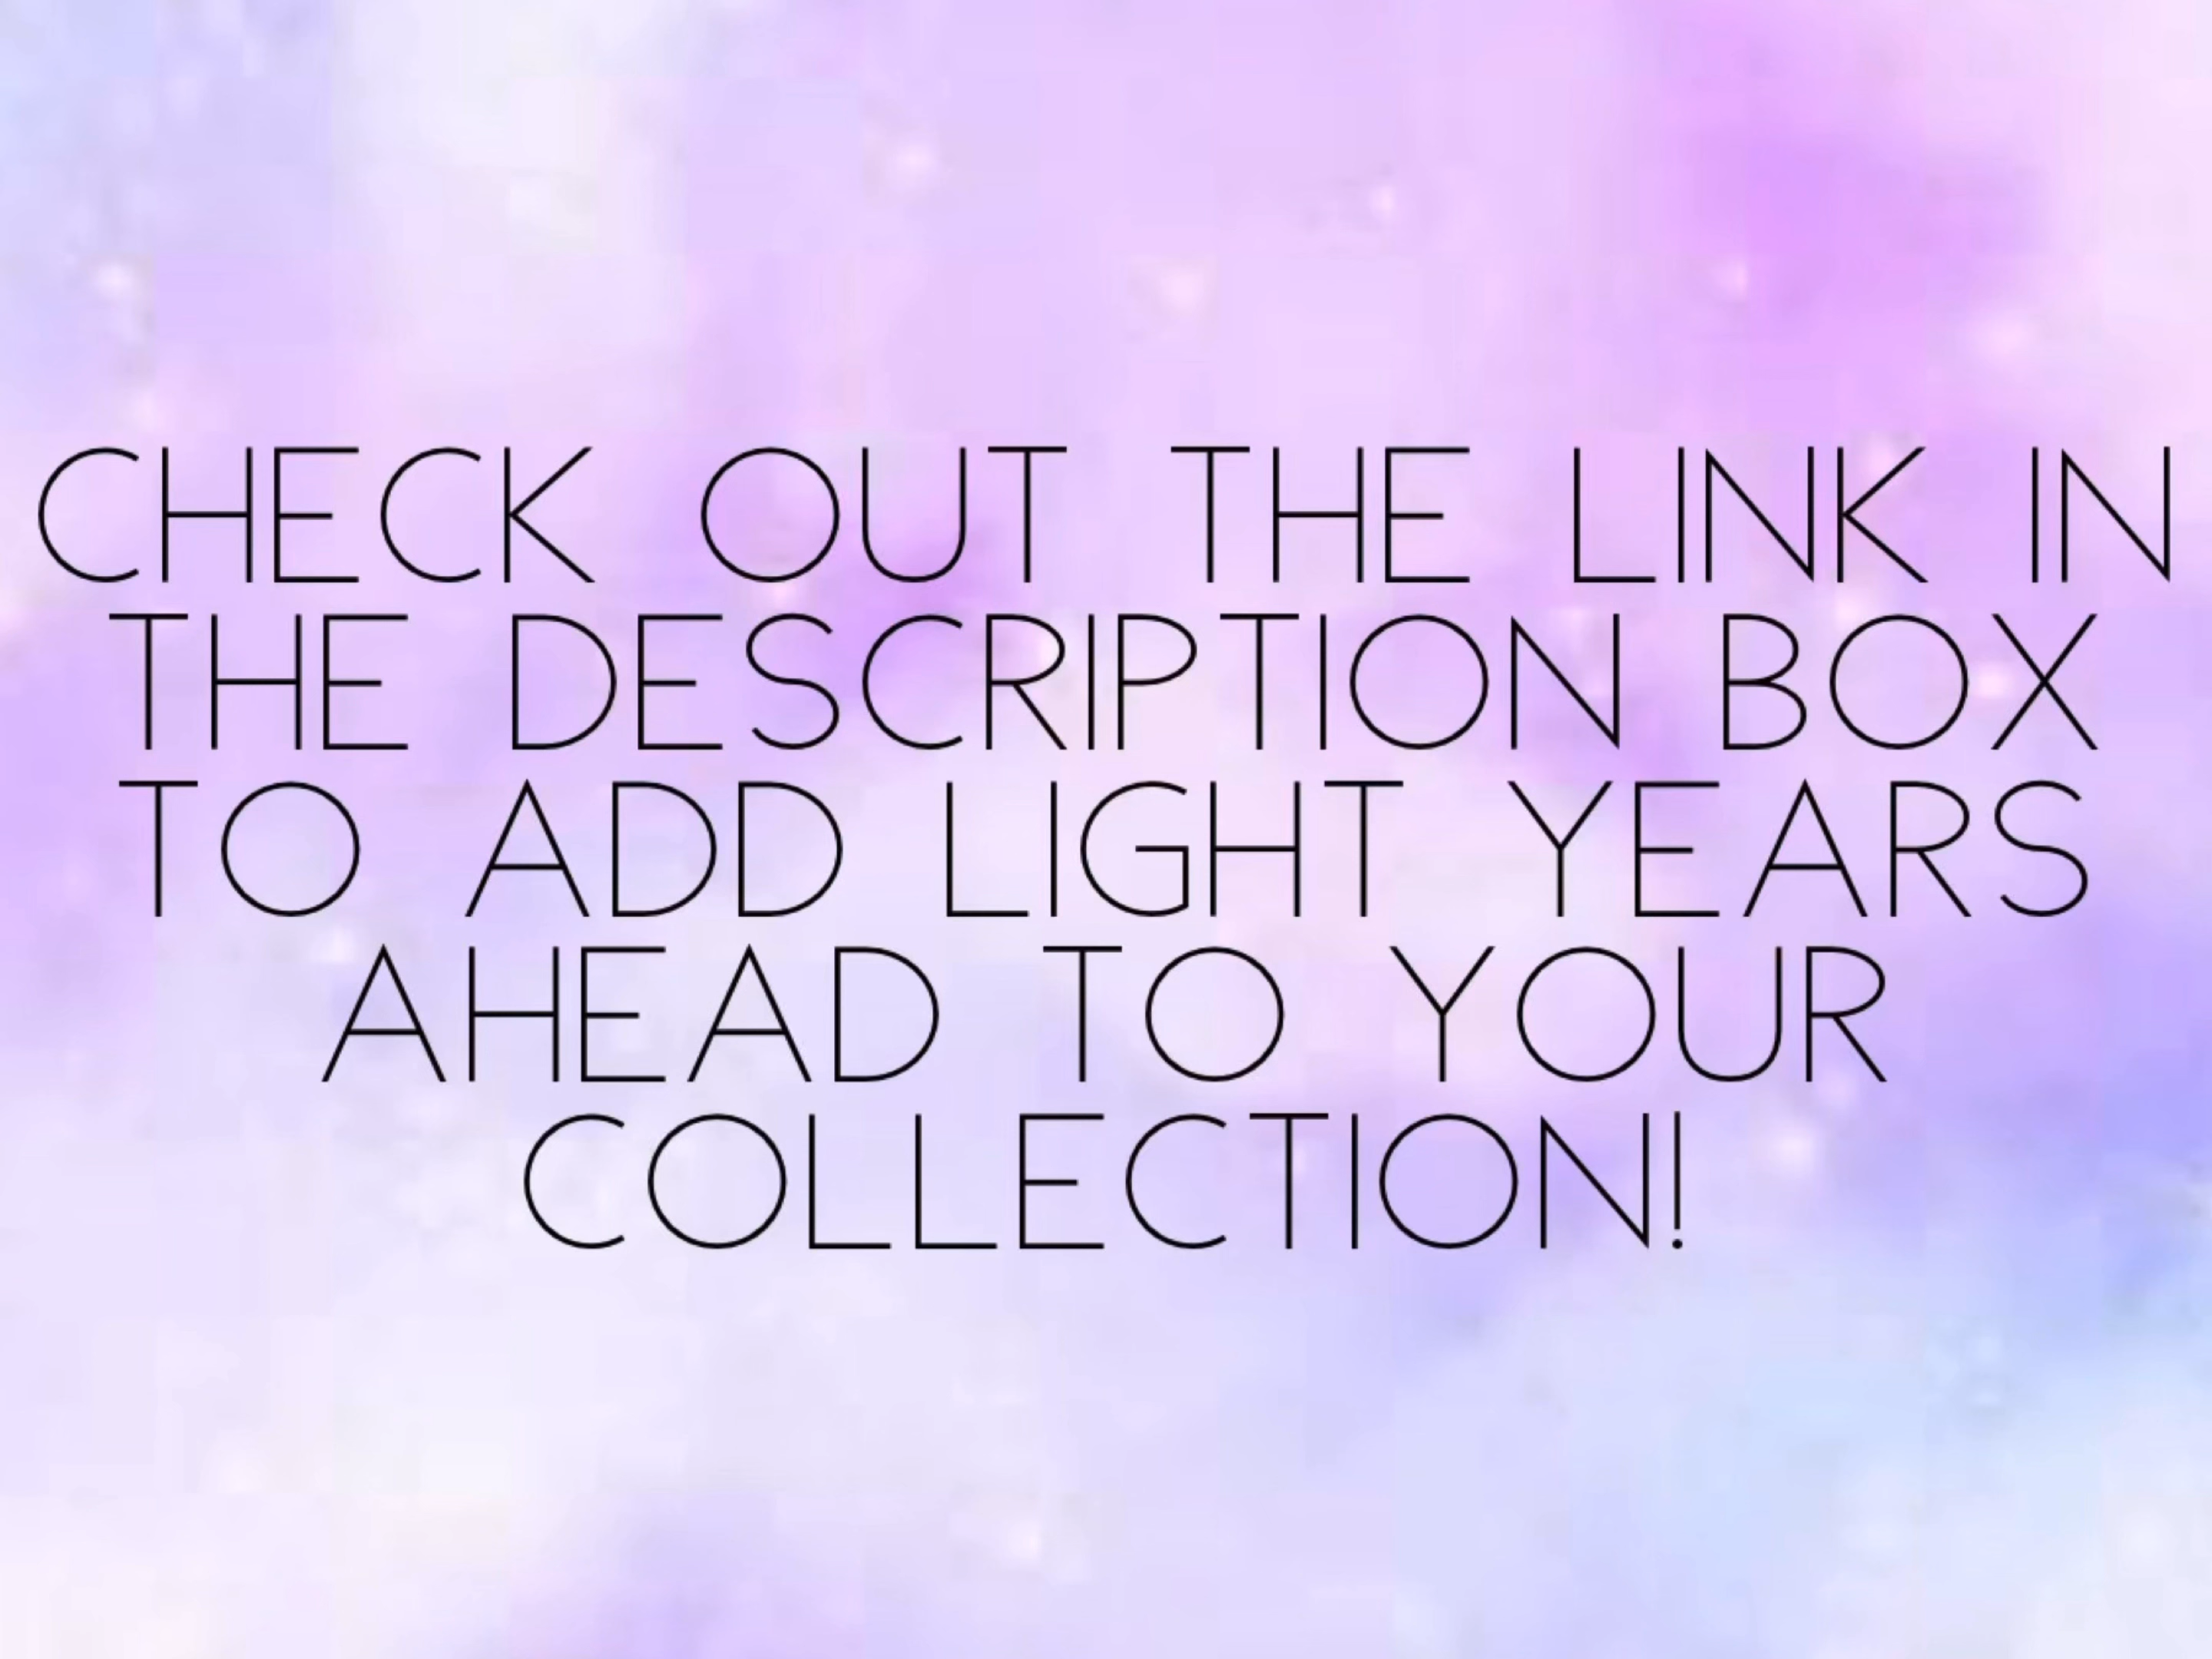 CHECK OUT THE LINK IN
THE DESCRIPTION BOX
TO ADD LIGHT YEARS
AHEAD TO YOUR
COLLECTION!